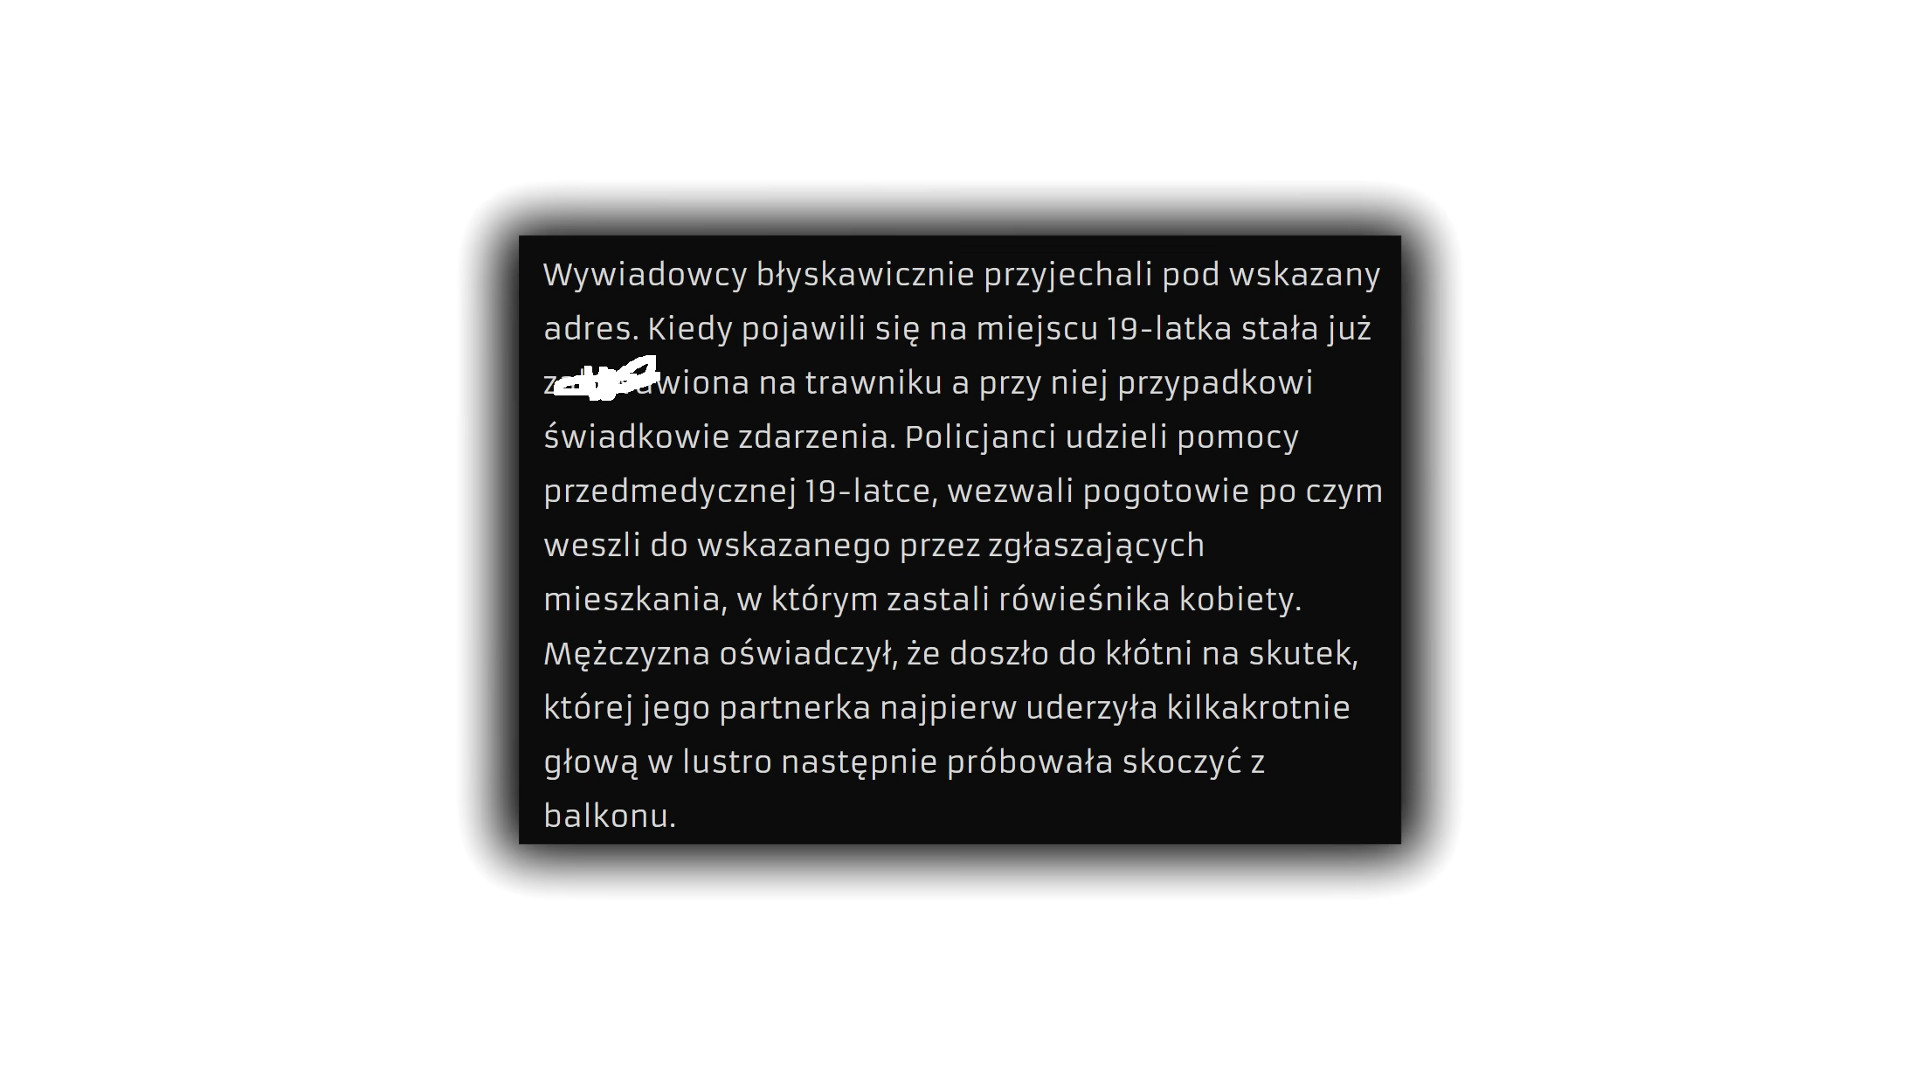 Wywiadowcy błyskawicznie przyjechali pod wskazany
adres. Kiedy pojawili się na miejscu 19-latka stała już
na trawniku a przy niej przypadkowi
świadkowie zdarzenia. Policjanci udzieli pomocy
przedmedycznej 19-latce, wezwali pogotowie po czym
weszli do wskazanego przez zgłaszających
mieszkania, w którym zastali rówieśnika kobiety.
Mężczyzna oświadczył, że doszło do kłótni na skutek,
której jego partnerka najpierw uderzyła kilkakrotnie
głową w lustro następnie próbowała skoczyć z
balkonu.